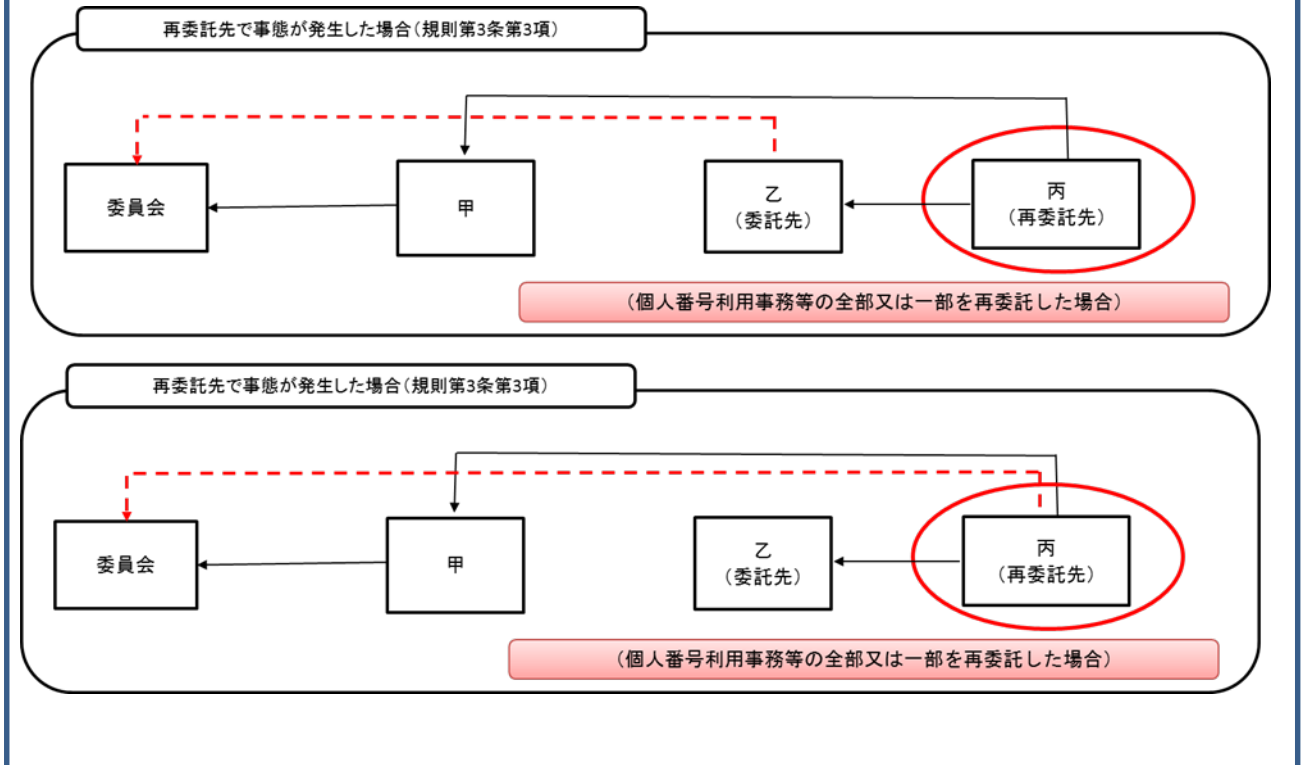 再委託先で事態が発生した場合（規則第3条第3項）
委員会
甲
乙
（委託先）
丙
（再委託先）
（個人番号利用事務等の全部又は一部を再委託した場合）
再委託先で事態が発生した場合（規則第3条第3項）
委員会
甲
乙
（委託先）
丙
（再委託先）
（個人番号利用事務等の全部又は一部を再委託した場合）